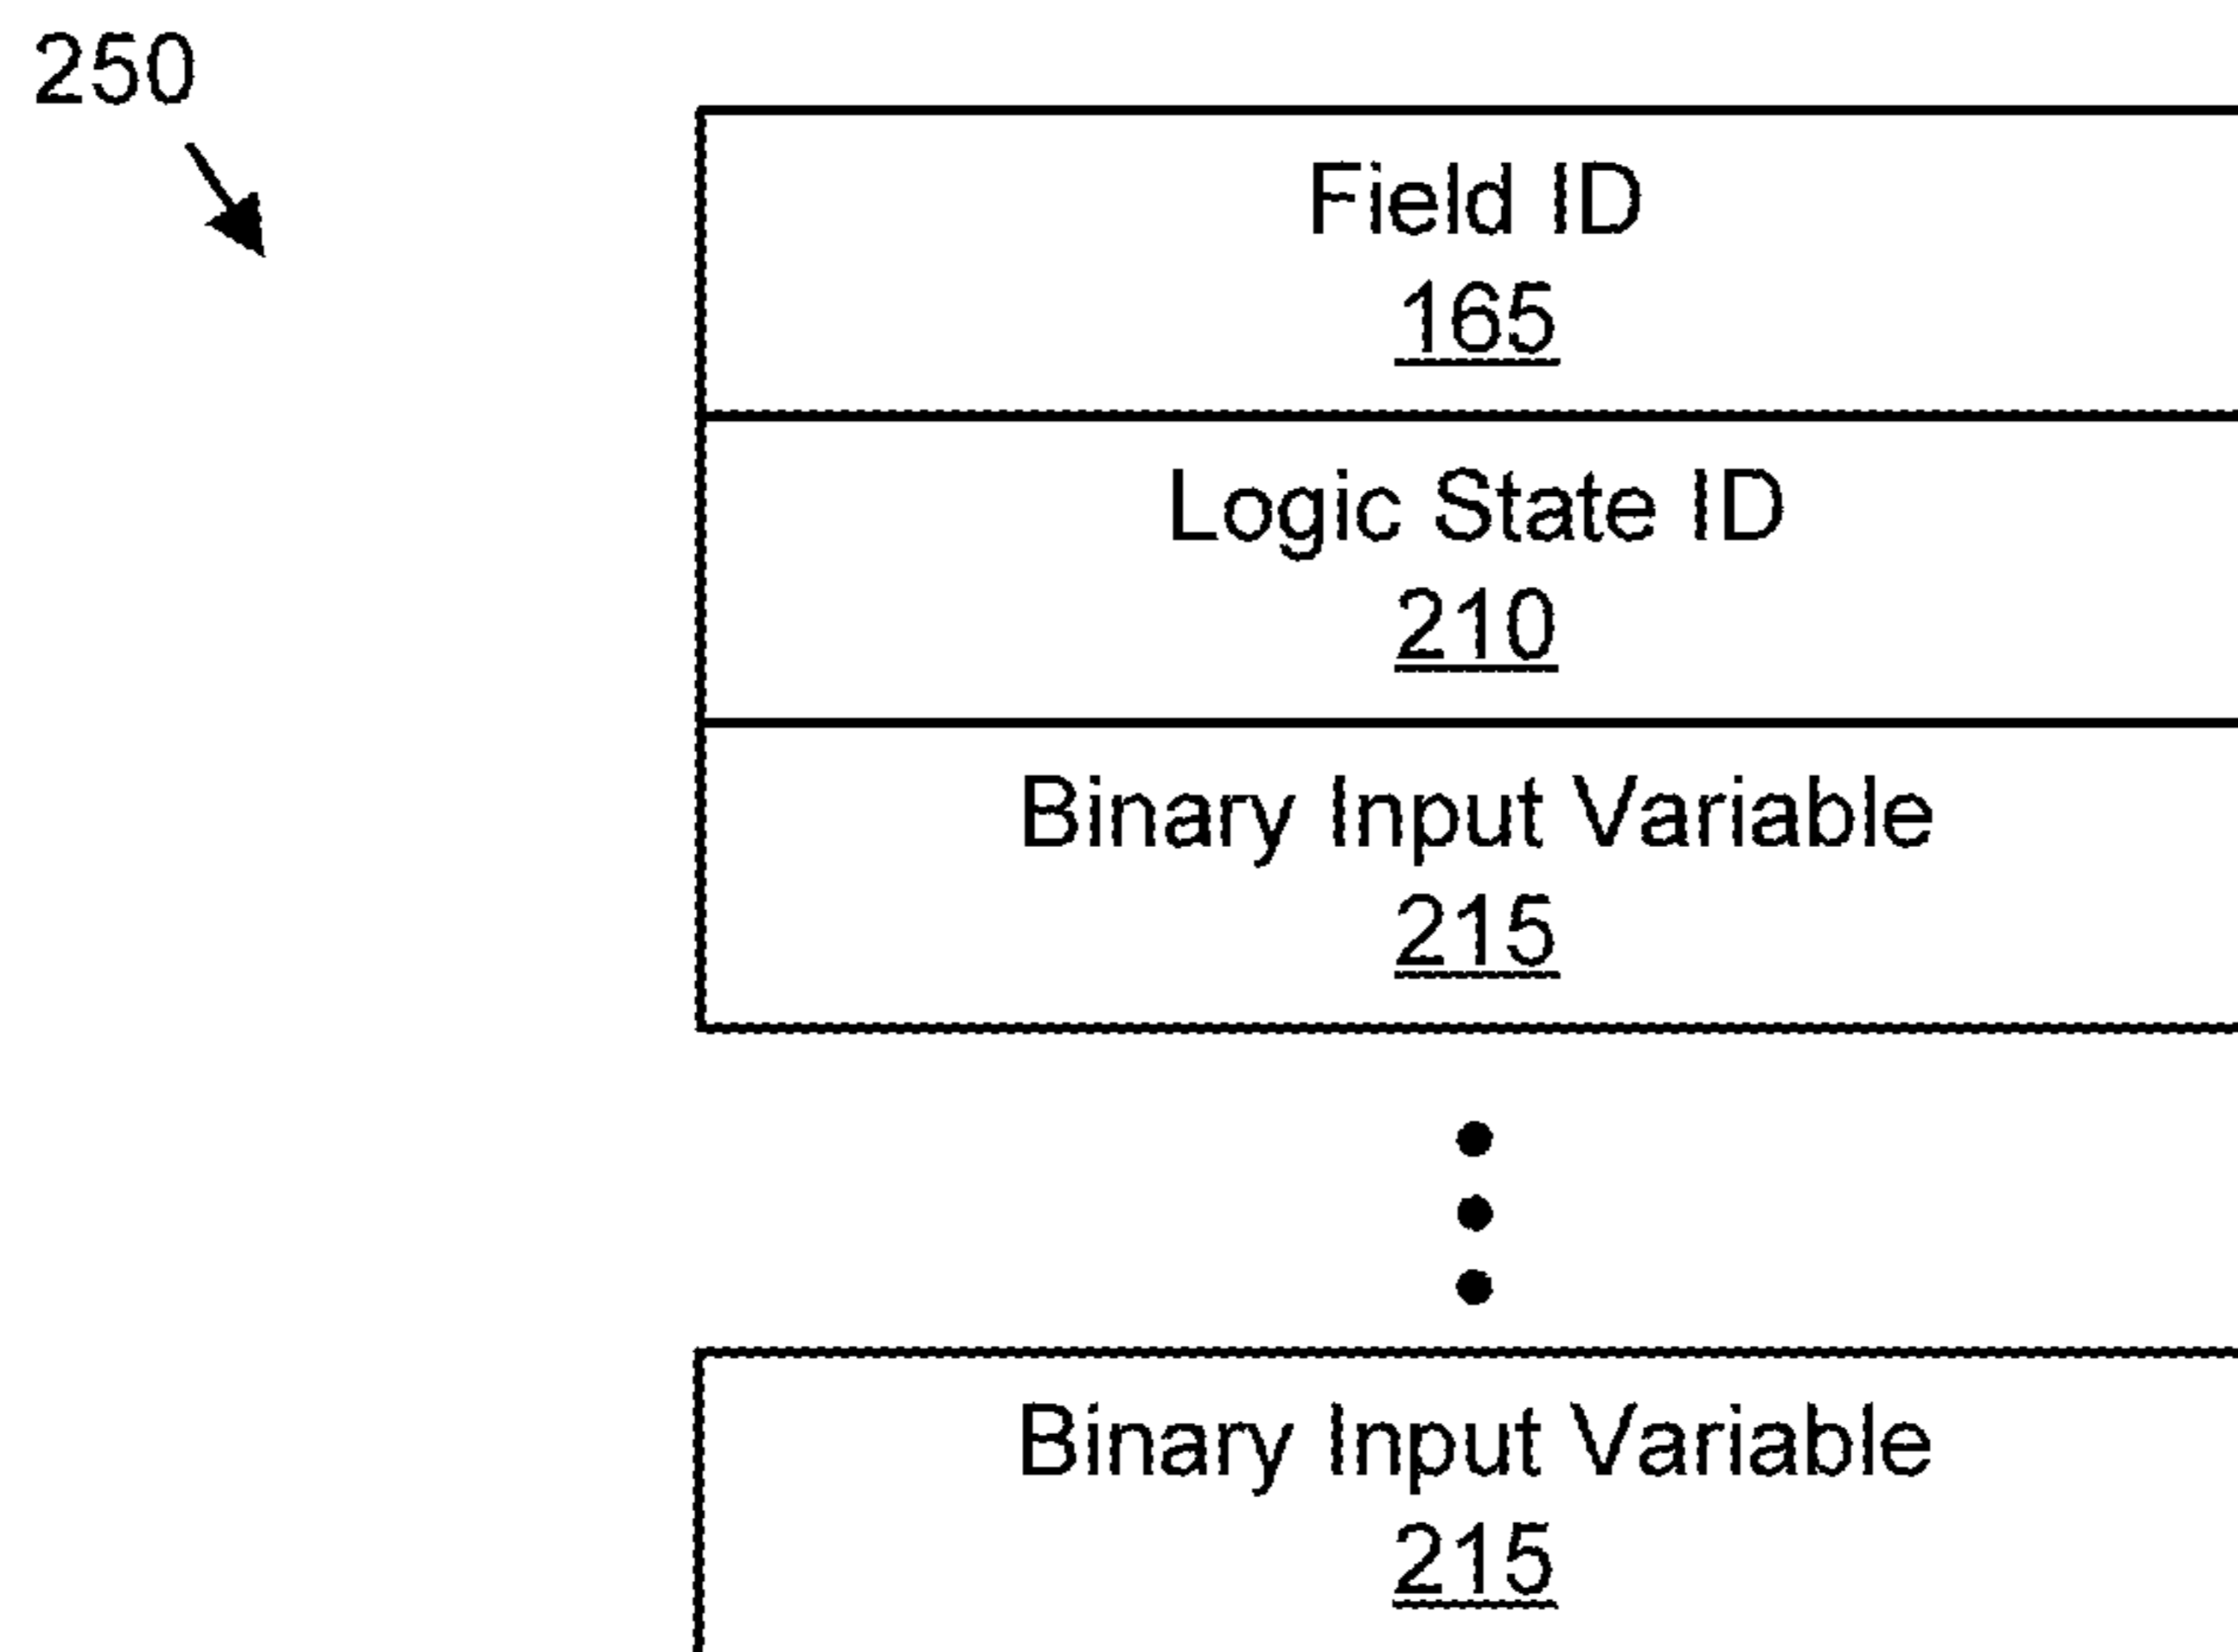 250
Field ID
165
Logic State ID
210
Binary Input Variable
215
Binary Input Variable
215